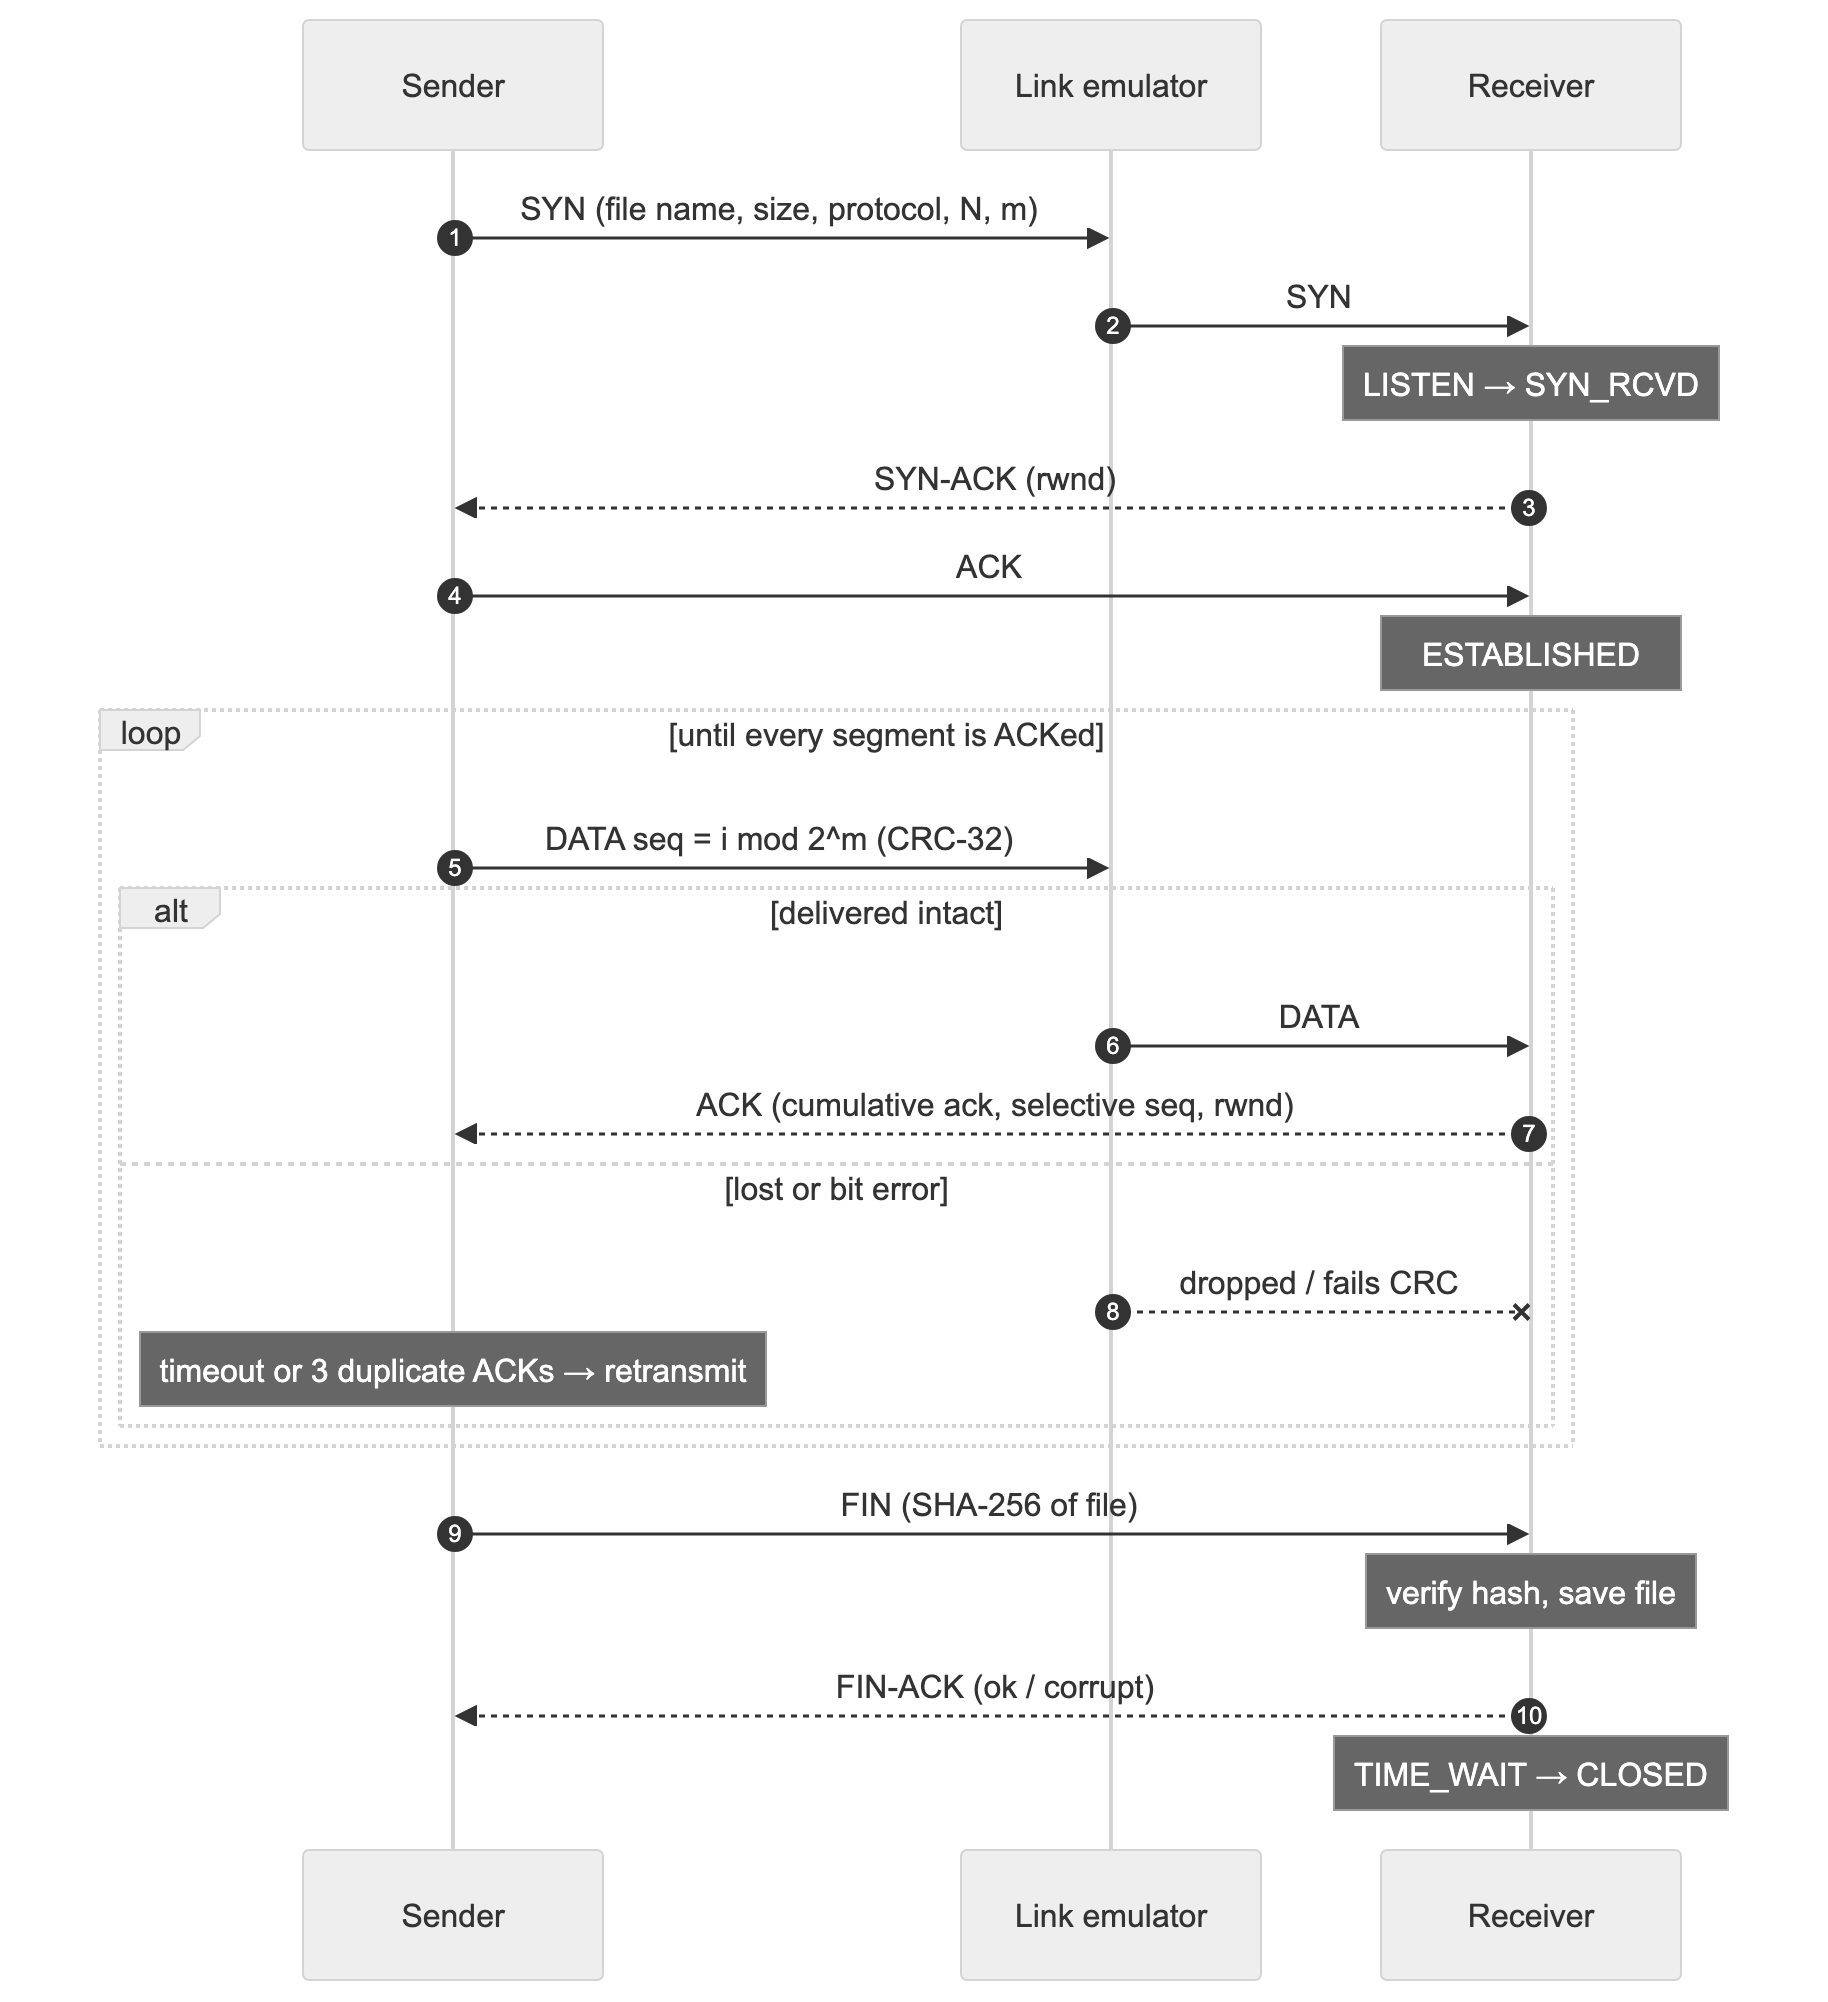 Sender
Link emulator
Receiver
SYN (file name, size, protocol, N, m)
1
SYN
2
LISTEN → SYN_RCVD
SYN-ACK (rwnd)
3
ACK
4
ESTABLISHED
loop
[until every segment is ACKed]
DATA seq = i mod 2^m (CRC-32)
5
alt
[delivered intact]
DATA
6
ACK (cumulative ack, selective seq, rwnd)
7
[lost or bit error]
dropped / fails CRC
8
timeout or 3 duplicate ACKs → retransmit
FIN (SHA-256 of file)
9
verify hash, save file
FIN-ACK (ok / corrupt)
10
TIME_WAIT → CLOSED
Sender
Link emulator
Receiver